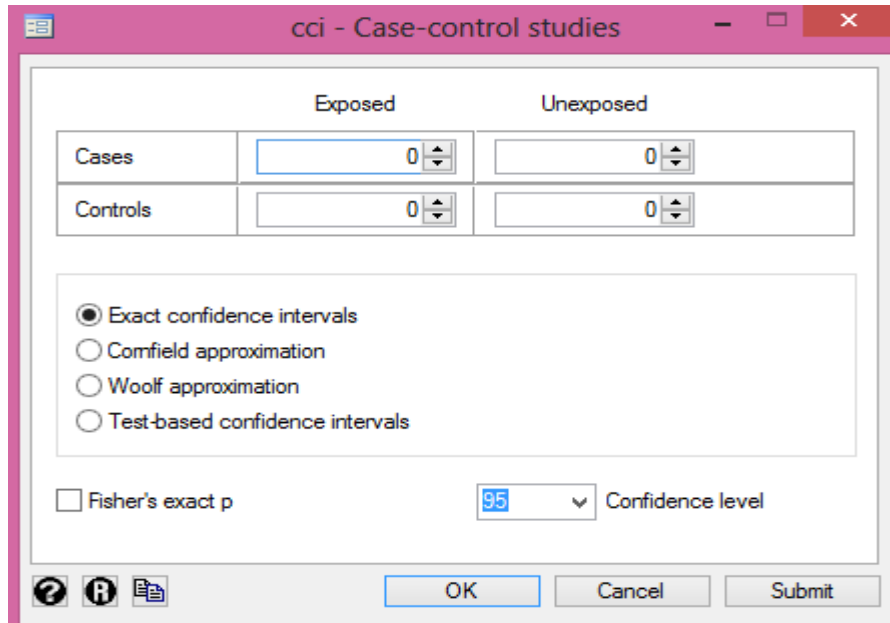 cci - Case-control studies
Exposed Unexposed
Cases 0 0
Controls 0 0
Exact confidence intervals
Cornfield approximation
Woolf approximation
Test-based confidence intervals
Fisher's exact p 95 Confidence level
? R OK Cancel Submit